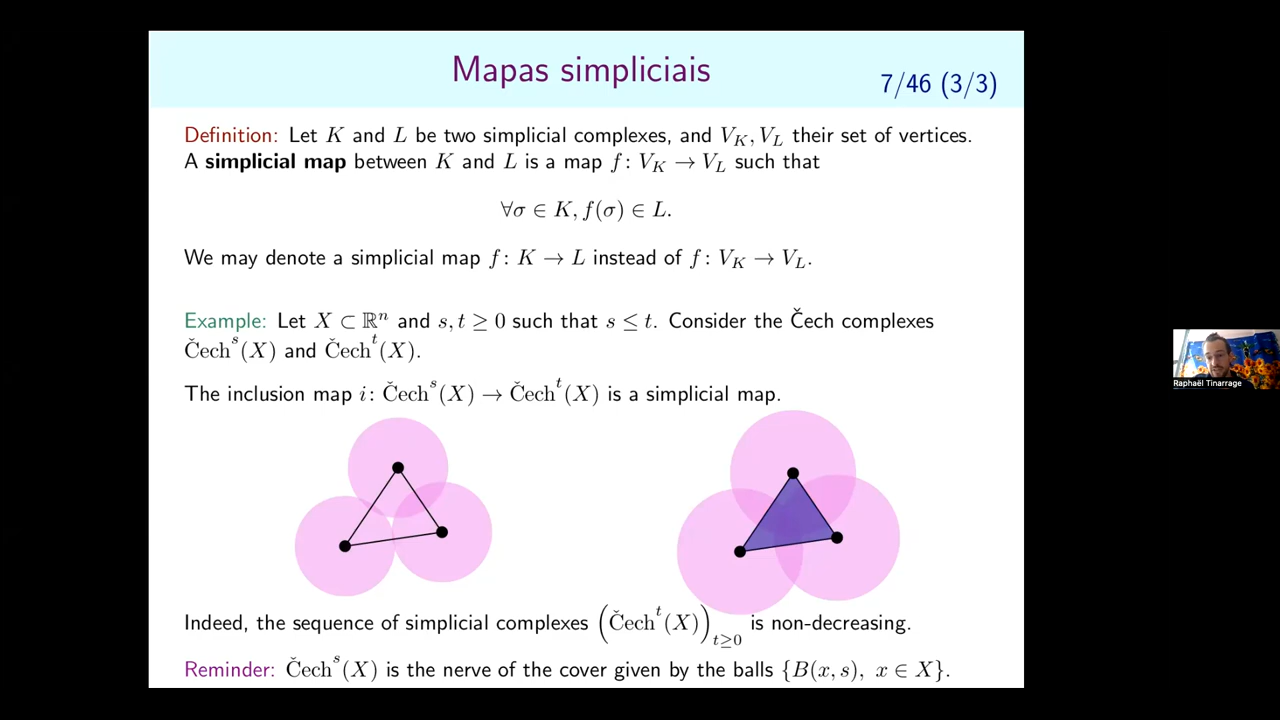 Mapas simpliciais
7/46 (3/3)
Definition: Let K and L be two simplicial complexes, and V_K, V_L their set of vertices.
A simplicial map between K and L is a map f: V_K → V_L such that
∀σ ∈ K, f(σ) ∈ L.
We may denote a simplicial map f: K → L instead of f: V_K → V_L.
Example: Let X ⊂ ℝⁿ and s, t ≥ 0 such that s ≤ t. Consider the Čech complexes
Čech^s(X) and Čech^t(X).
The inclusion map i: Čech^s(X) → Čech^t(X) is a simplicial map.
Indeed, the sequence of simplicial complexes (Čech^t(X))_{t≥0} is non-decreasing.
Reminder: Čech^s(X) is the nerve of the cover given by the balls {B(x, s), x ∈ X}.
Raphaël Tinarrage